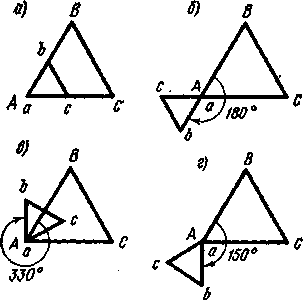 а) B б) B
b
A a c C
c A a C
b 180°
в) B г) B
b
c
A a C A a C
330° c 150°
b